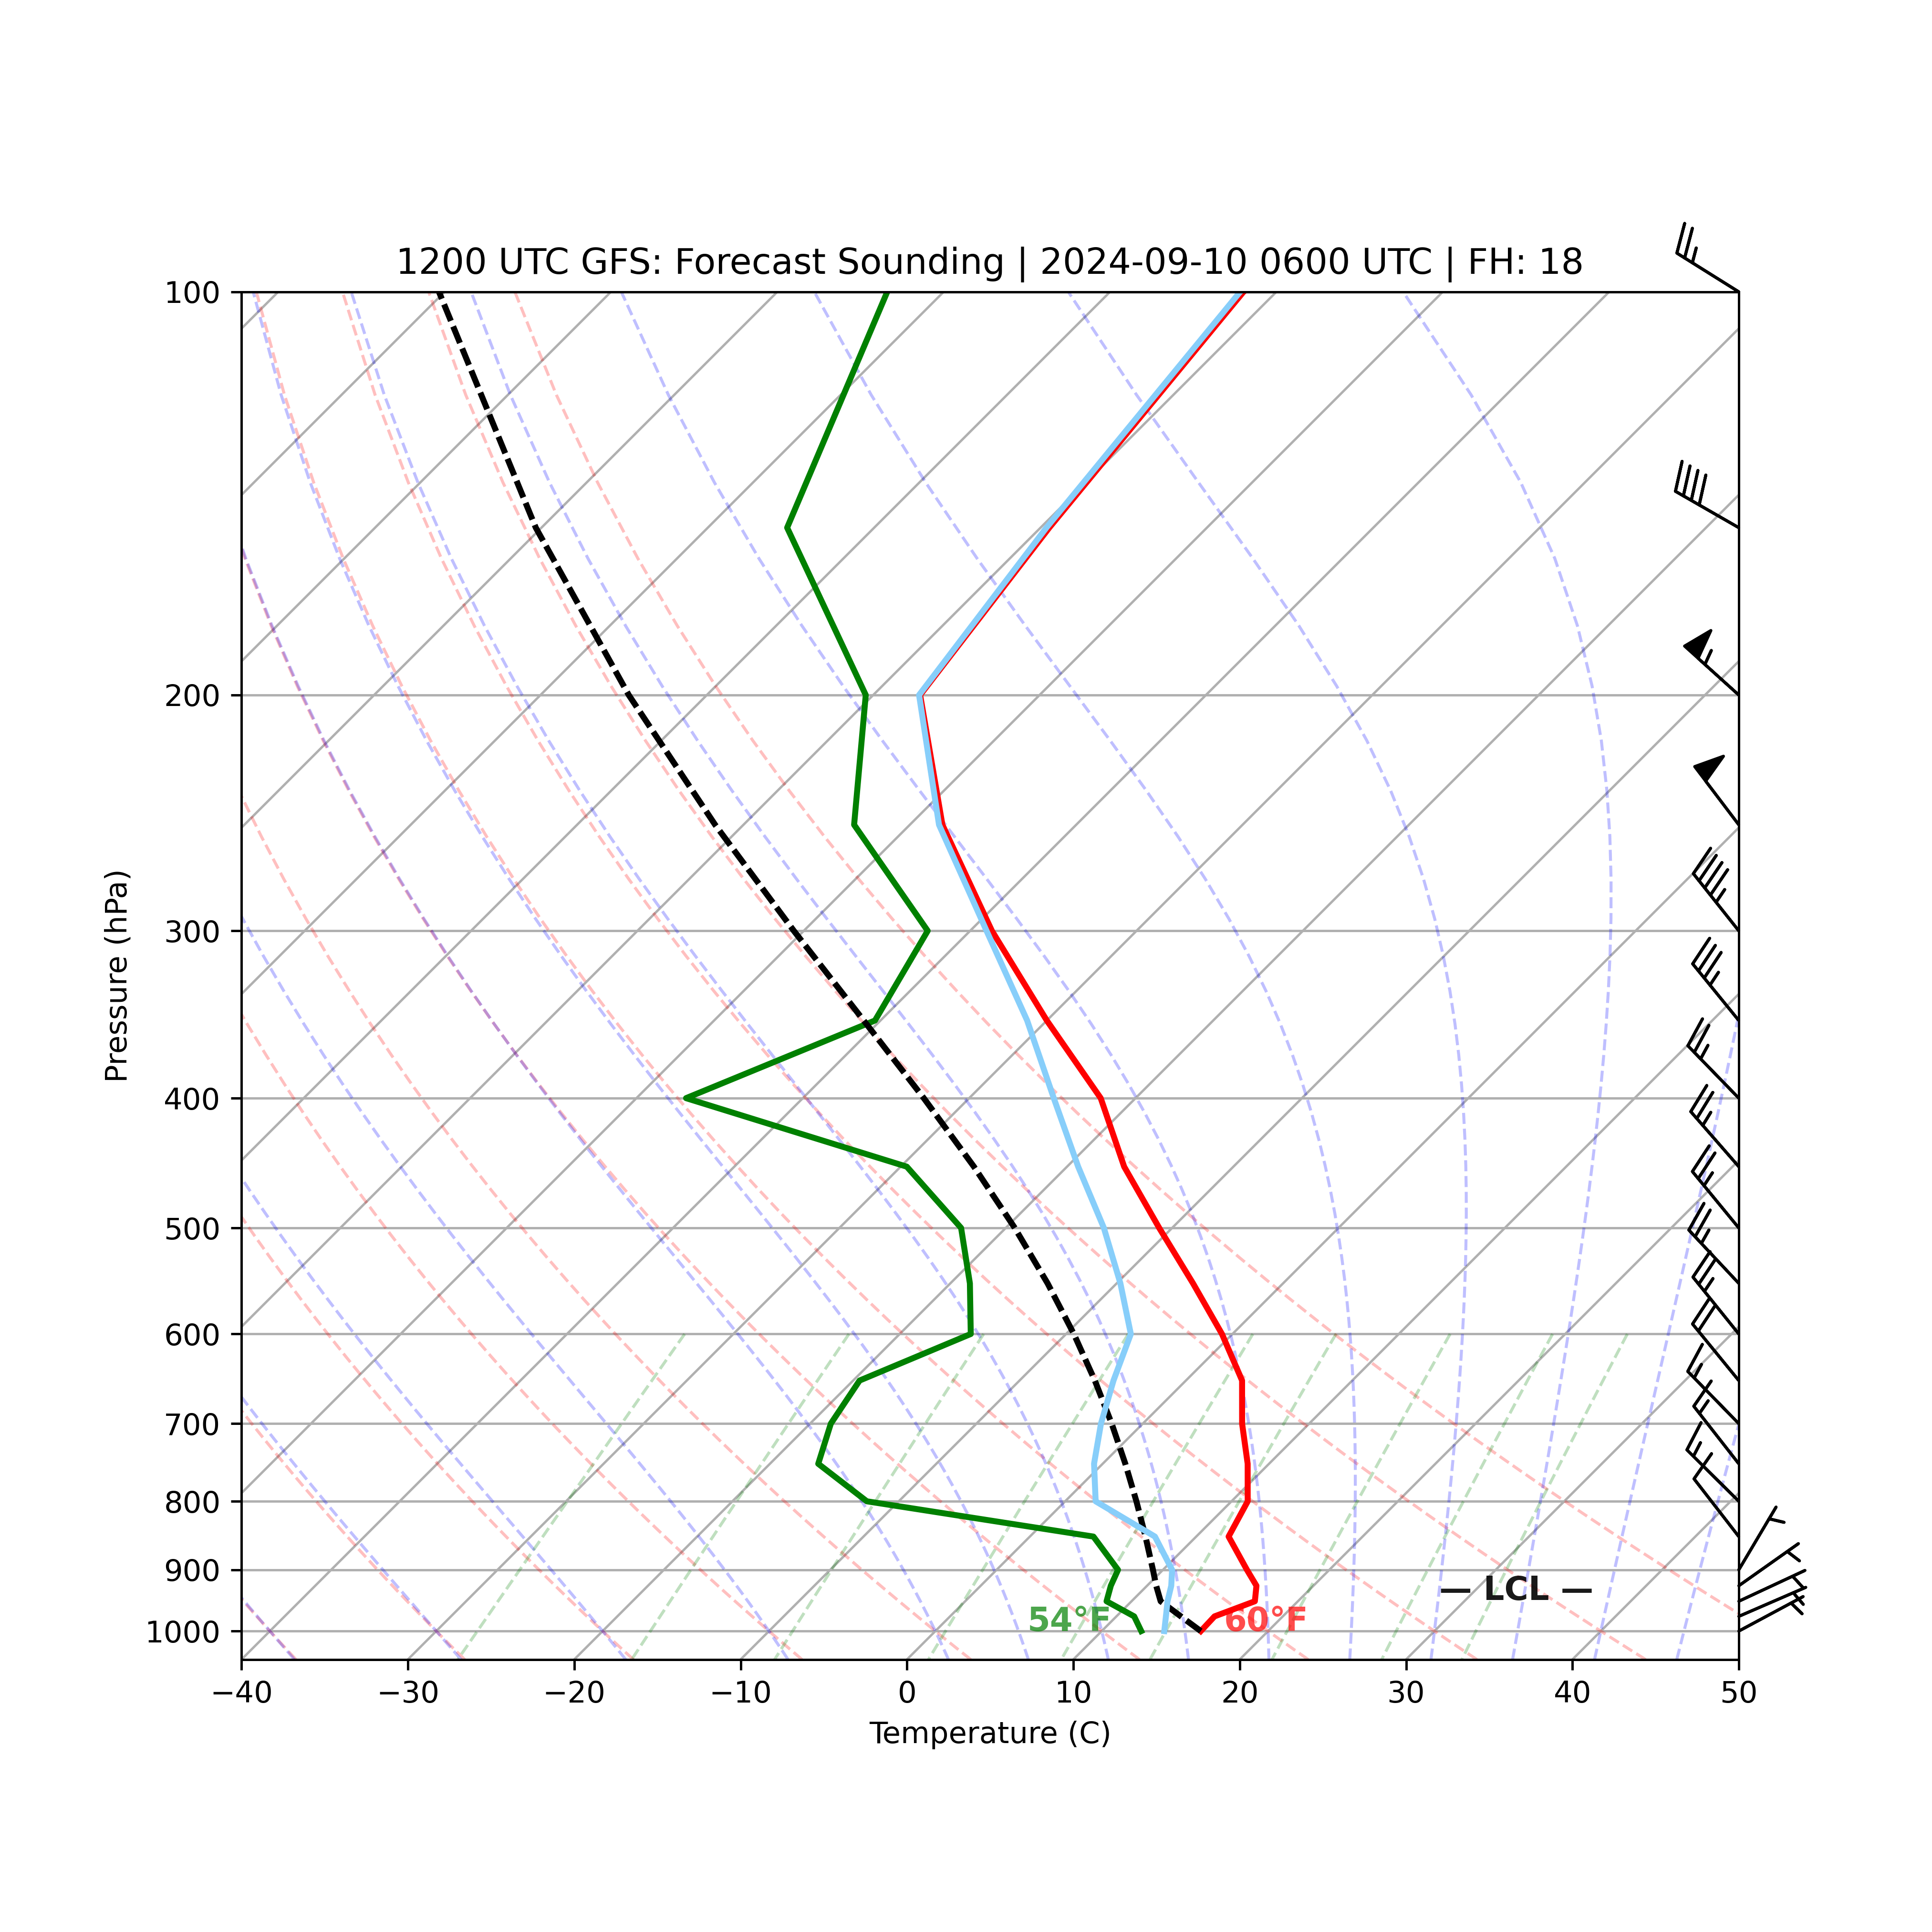 1200 UTC GFS: Forecast Sounding | 2024-09-10 0600 UTC | FH: 18
100
200
300
400
500
600
700
800
900
1000
Pressure (hPa)
— LCL —
54°F
60°F
−40 −30 −20 −10 0 10 20 30 40 50
Temperature (C)